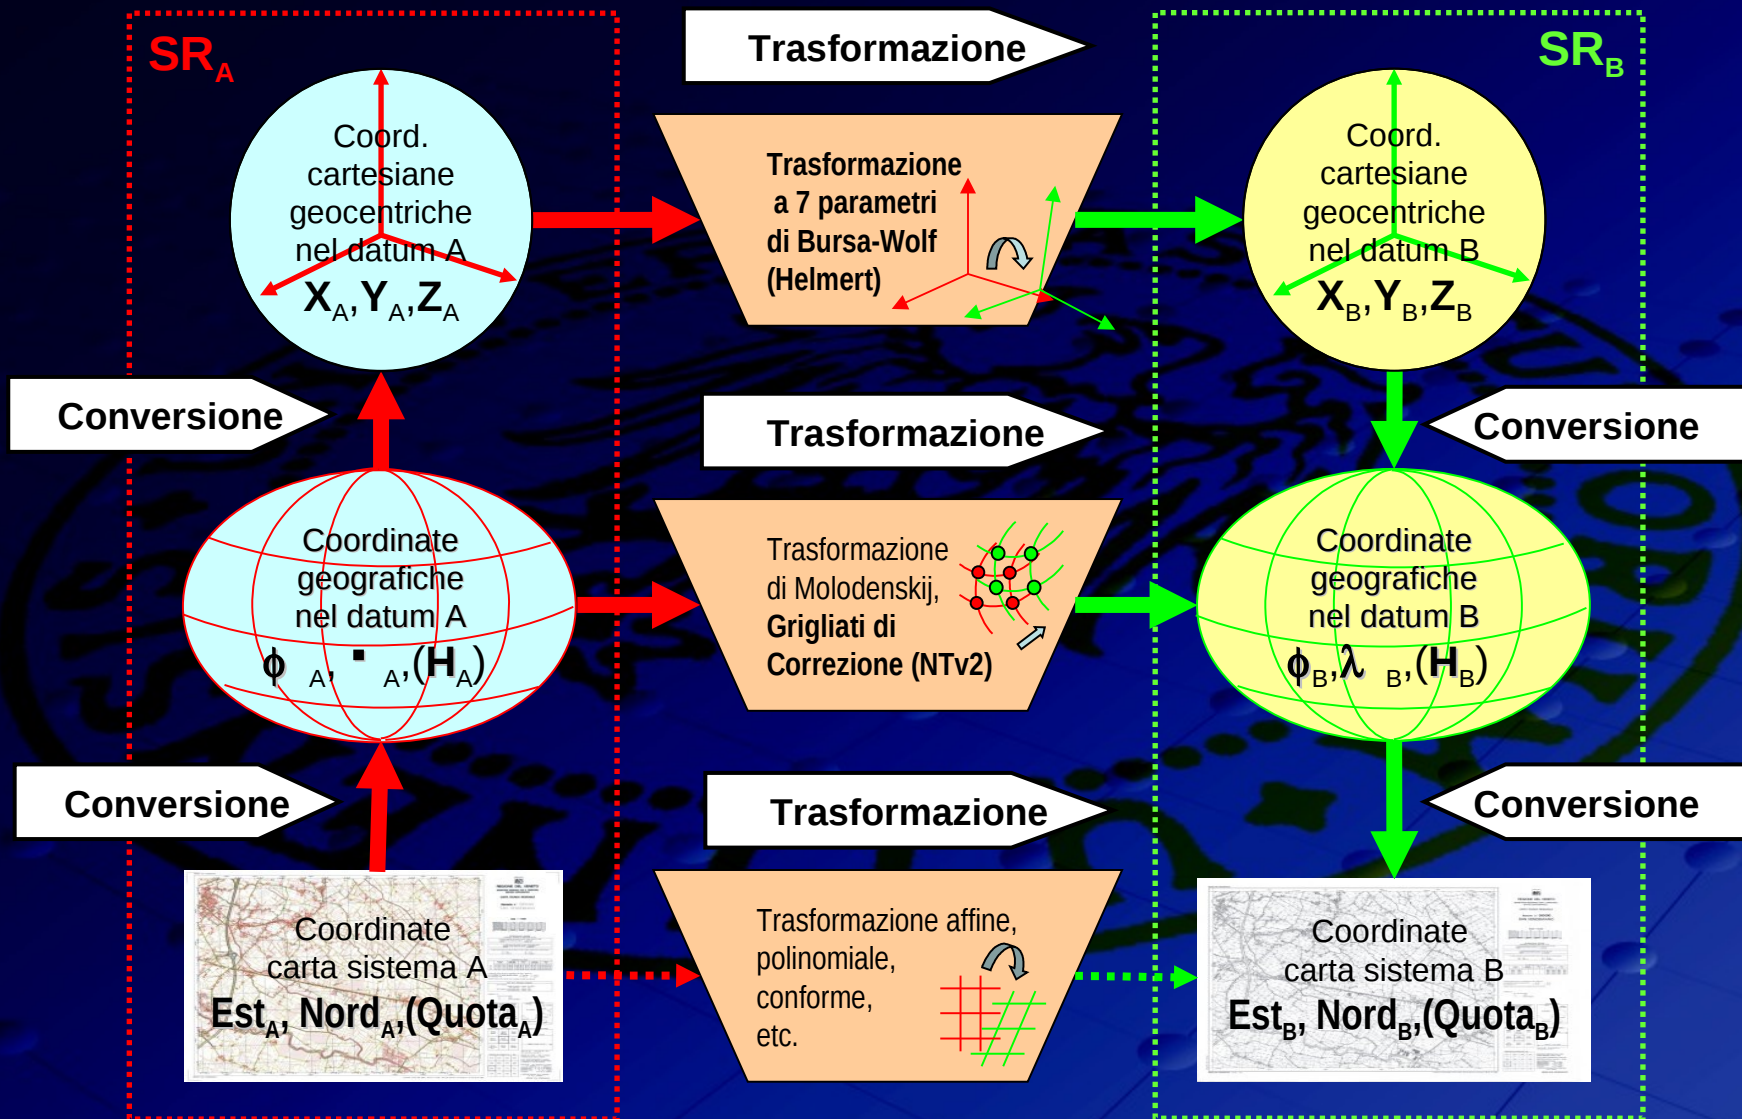 SRA
Trasformazione
SRB
Coord.
cartesiane
geocentriche
nel datum A
XA,YA,ZA
Trasformazione
a 7 parametri
di Bursa-Wolf
(Helmert)
Coord.
cartesiane
geocentriche
nel datum B
XB,YB,ZB
Conversione
Trasformazione
Conversione
Coordinate
geografiche
nel datum A
ϕ A, ▪ A,(HA)
Trasformazione
di Molodenskij,
Grigliati di
Correzione (NTv2)
Coordinate
geografiche
nel datum B
ϕB,λ B,(HB)
Conversione
Trasformazione
Conversione
Coordinate
carta sistema A
EstA, NordA,(QuotaA)
Trasformazione affine,
polinomiale,
conforme,
etc.
Coordinate
carta sistema B
EstB, NordB,(QuotaB)